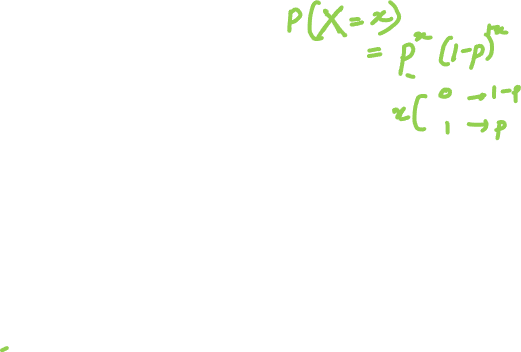 P(X=x)
= p^x (1-p)^{1-x}
x( 0 → 1-p
1 → p